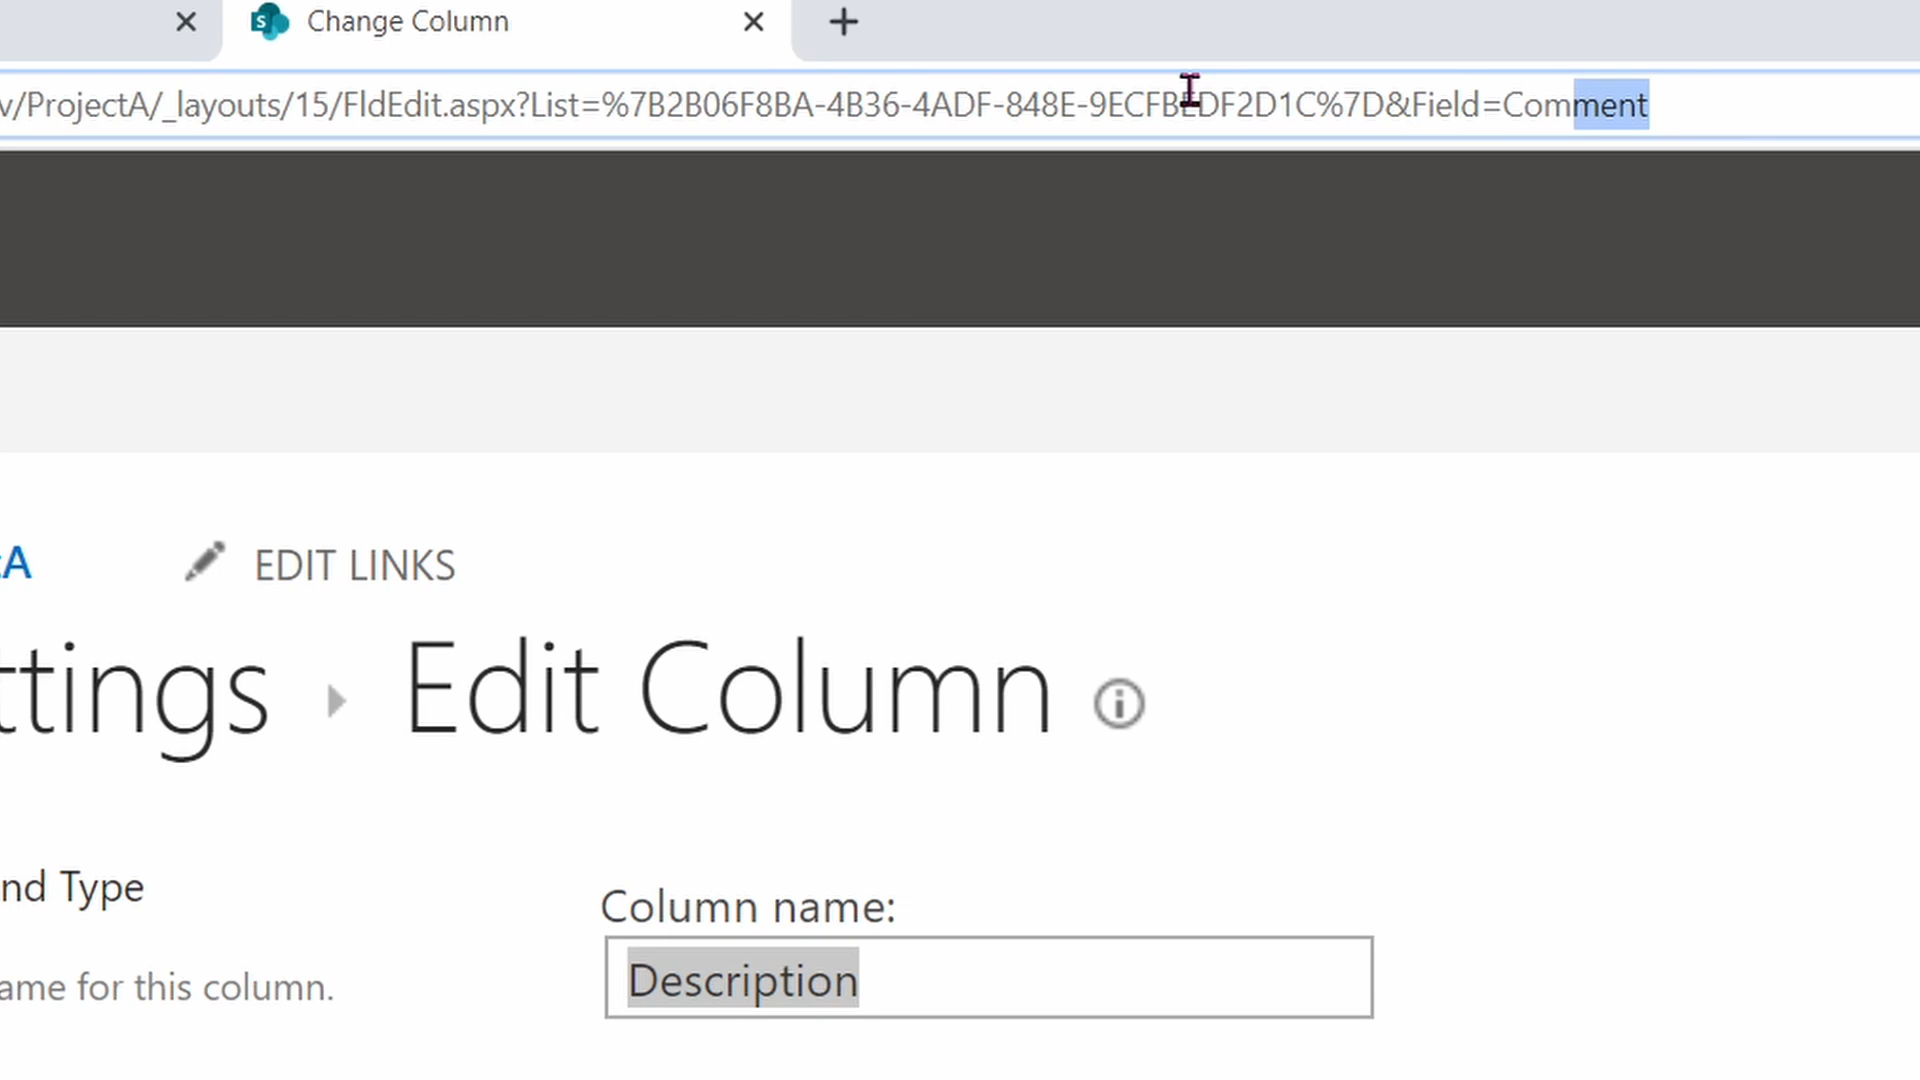 S Change Column
v/ProjectA/_layouts/15/FldEdit.aspx?List=%7B2B06F8BA-4B36-4ADF-848E-9ECFBEDF2D1C%7D&Field=Comment
tA EDIT LINKS
ttings ▸ Edit Column
nd Type
Column name:
ame for this column.
Description